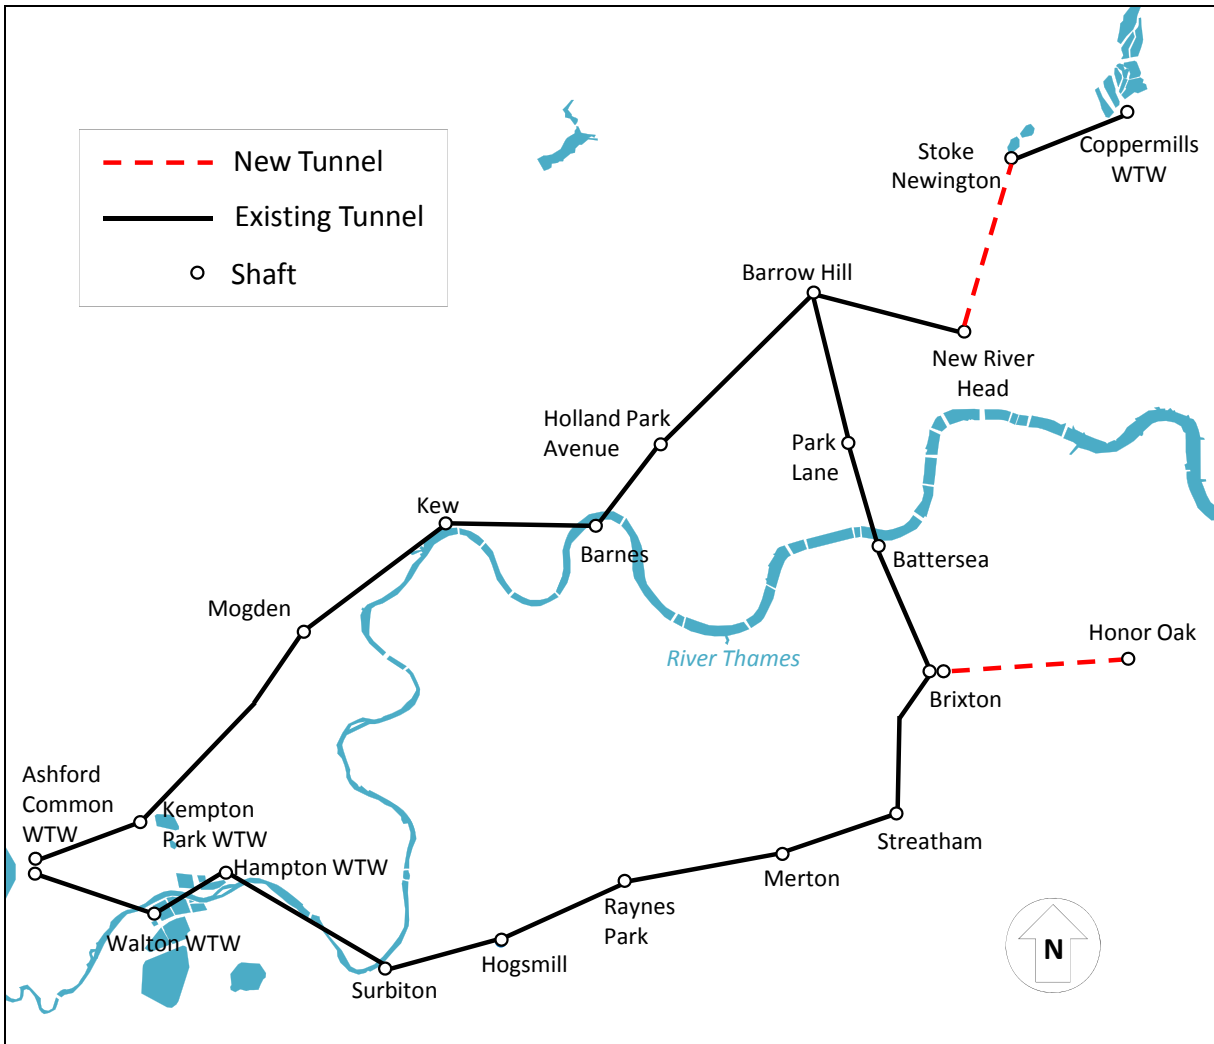 New Tunnel
Existing Tunnel
Shaft
Stoke
Newington
Coppermills
WTW
Barrow Hill
New River
Head
Holland Park
Avenue
Park
Lane
Kew
Barnes
Battersea
Mogden
River Thames
Honor Oak
Brixton
Ashford
Common
WTW
Kempton
Park WTW
Hampton WTW
Streatham
Merton
Raynes
Park
Walton WTW
Hogsmill
Surbiton
N